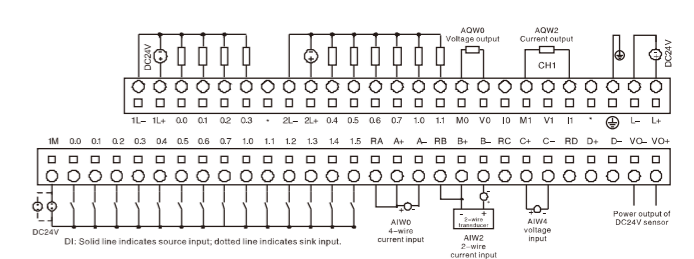 AQW0
Voltage output
AQW2
Current output
DC24V
CH1
DC24V
1L- 1L+ 0.0 0.1 0.2 0.3 • 2L- 2L+ 0.4 0.5 0.6 0.7 1.0 1.1 M0 V0 I0 M1 V1 I1 • L- L+
1M 0.0 0.1 0.2 0.3 0.4 0.5 0.6 0.7 1.0 1.1 1.2 1.3 1.4 1.5 RA A+ A- RB B+ B- RC C+ C- RD D+ D- VO- VO+
DC24V
DI: Solid line indicates source input; dotted line indicates sink input.
AIW0
4-wire
current input
- +
2-wire
transducer
AIW2
2-wire
current input
AIW4
voltage
input
Power output of
DC24V sensor